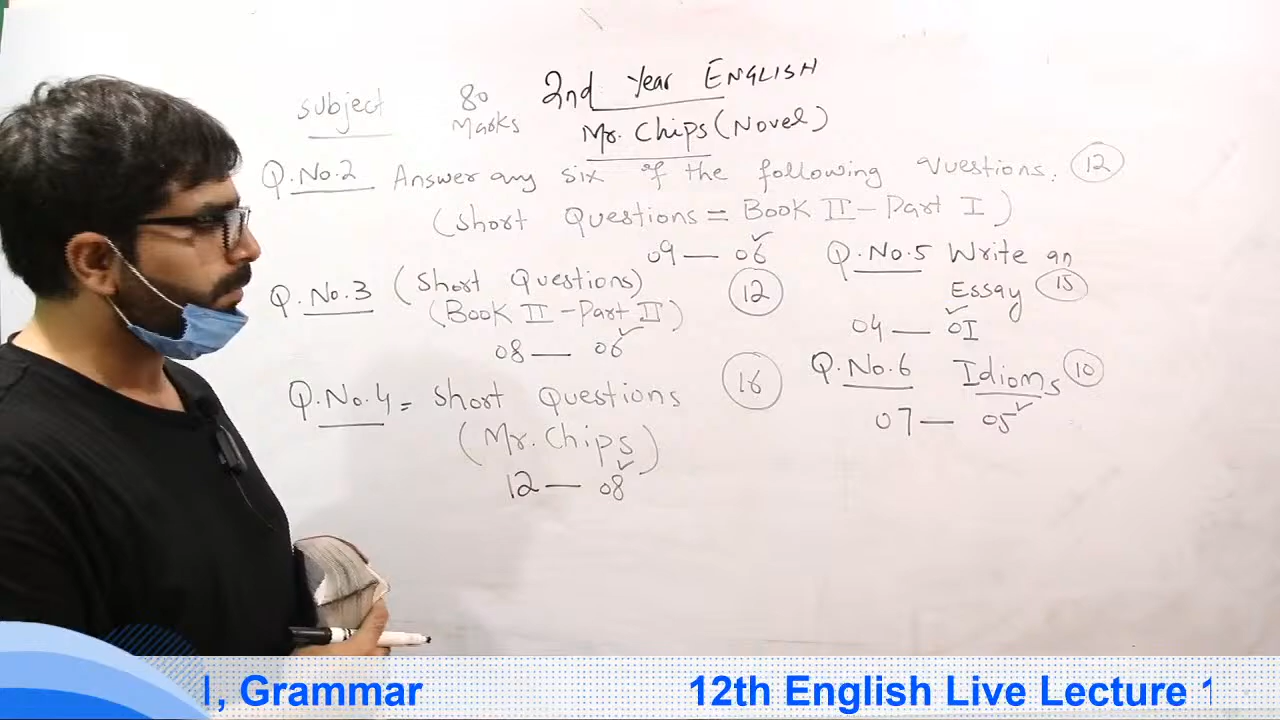 2nd Year ENGLISH
subject 80 Marks Mr. Chips (Novel)
Q.No.2 Answer any six of the following Questions. 12
(short Questions = Book II - Part I)
09 — 06
Q.No.3 (Short Questions) 12
(Book II - Part II)
08 — 06
Q.No.4 = Short Questions 16
(Mr. Chips)
12 — 08
Q.No.5 Write an
Essay 15
04 — 01
Q.No.6 Idioms 10
07 — 05
, Grammar 12th English Live Lecture 1